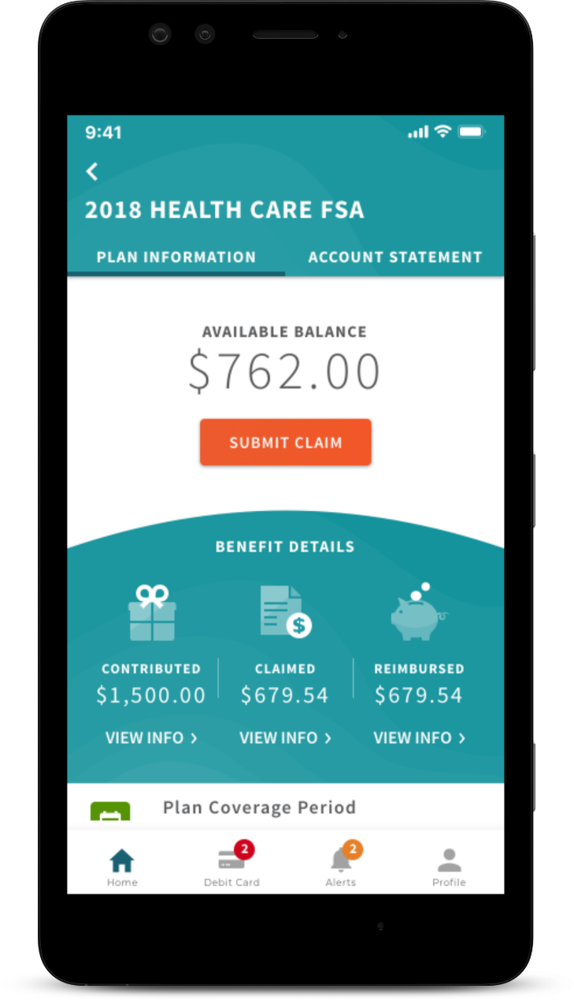 9:41
2018 HEALTH CARE FSA
PLAN INFORMATION ACCOUNT STATEMENT
AVAILABLE BALANCE
$762.00
SUBMIT CLAIM
BENEFIT DETAILS
$
CONTRIBUTED CLAIMED REIMBURSED
$1,500.00 $679.54 $679.54
VIEW INFO > VIEW INFO > VIEW INFO >
Plan Coverage Period
2 2
Home Debit Card Alerts Profile